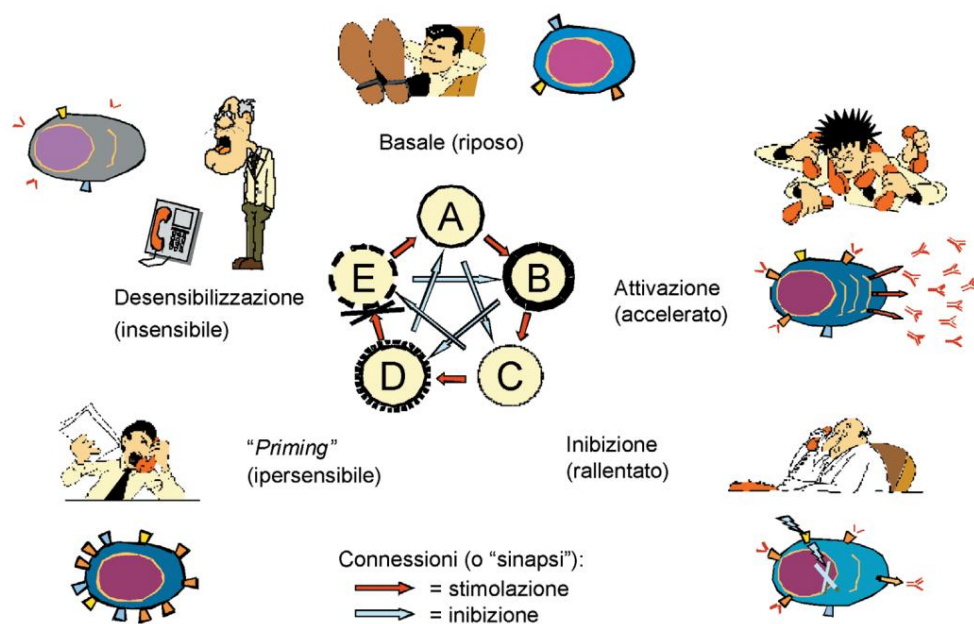 Basale (riposo)
A
E
B
D
C
Desensibilizzazione
(insensibile)
Attivazione
(accelerato)
“Priming”
(ipersensibile)
Inibizione
(rallentato)
Connessioni (o “sinapsi”):
= stimolazione
= inibizione